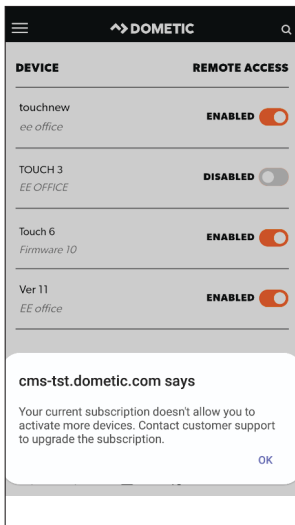 DOMETIC
DEVICE REMOTE ACCESS
touchnew
ee office
ENABLED
TOUCH 3
EE OFFICE
DISABLED
Touch 6
Firmware 10
ENABLED
Ver 11
EE office
ENABLED
cms-tst.dometic.com says
Your current subscription doesn't allow you to
activate more devices. Contact customer support
to upgrade the subscription.
OK